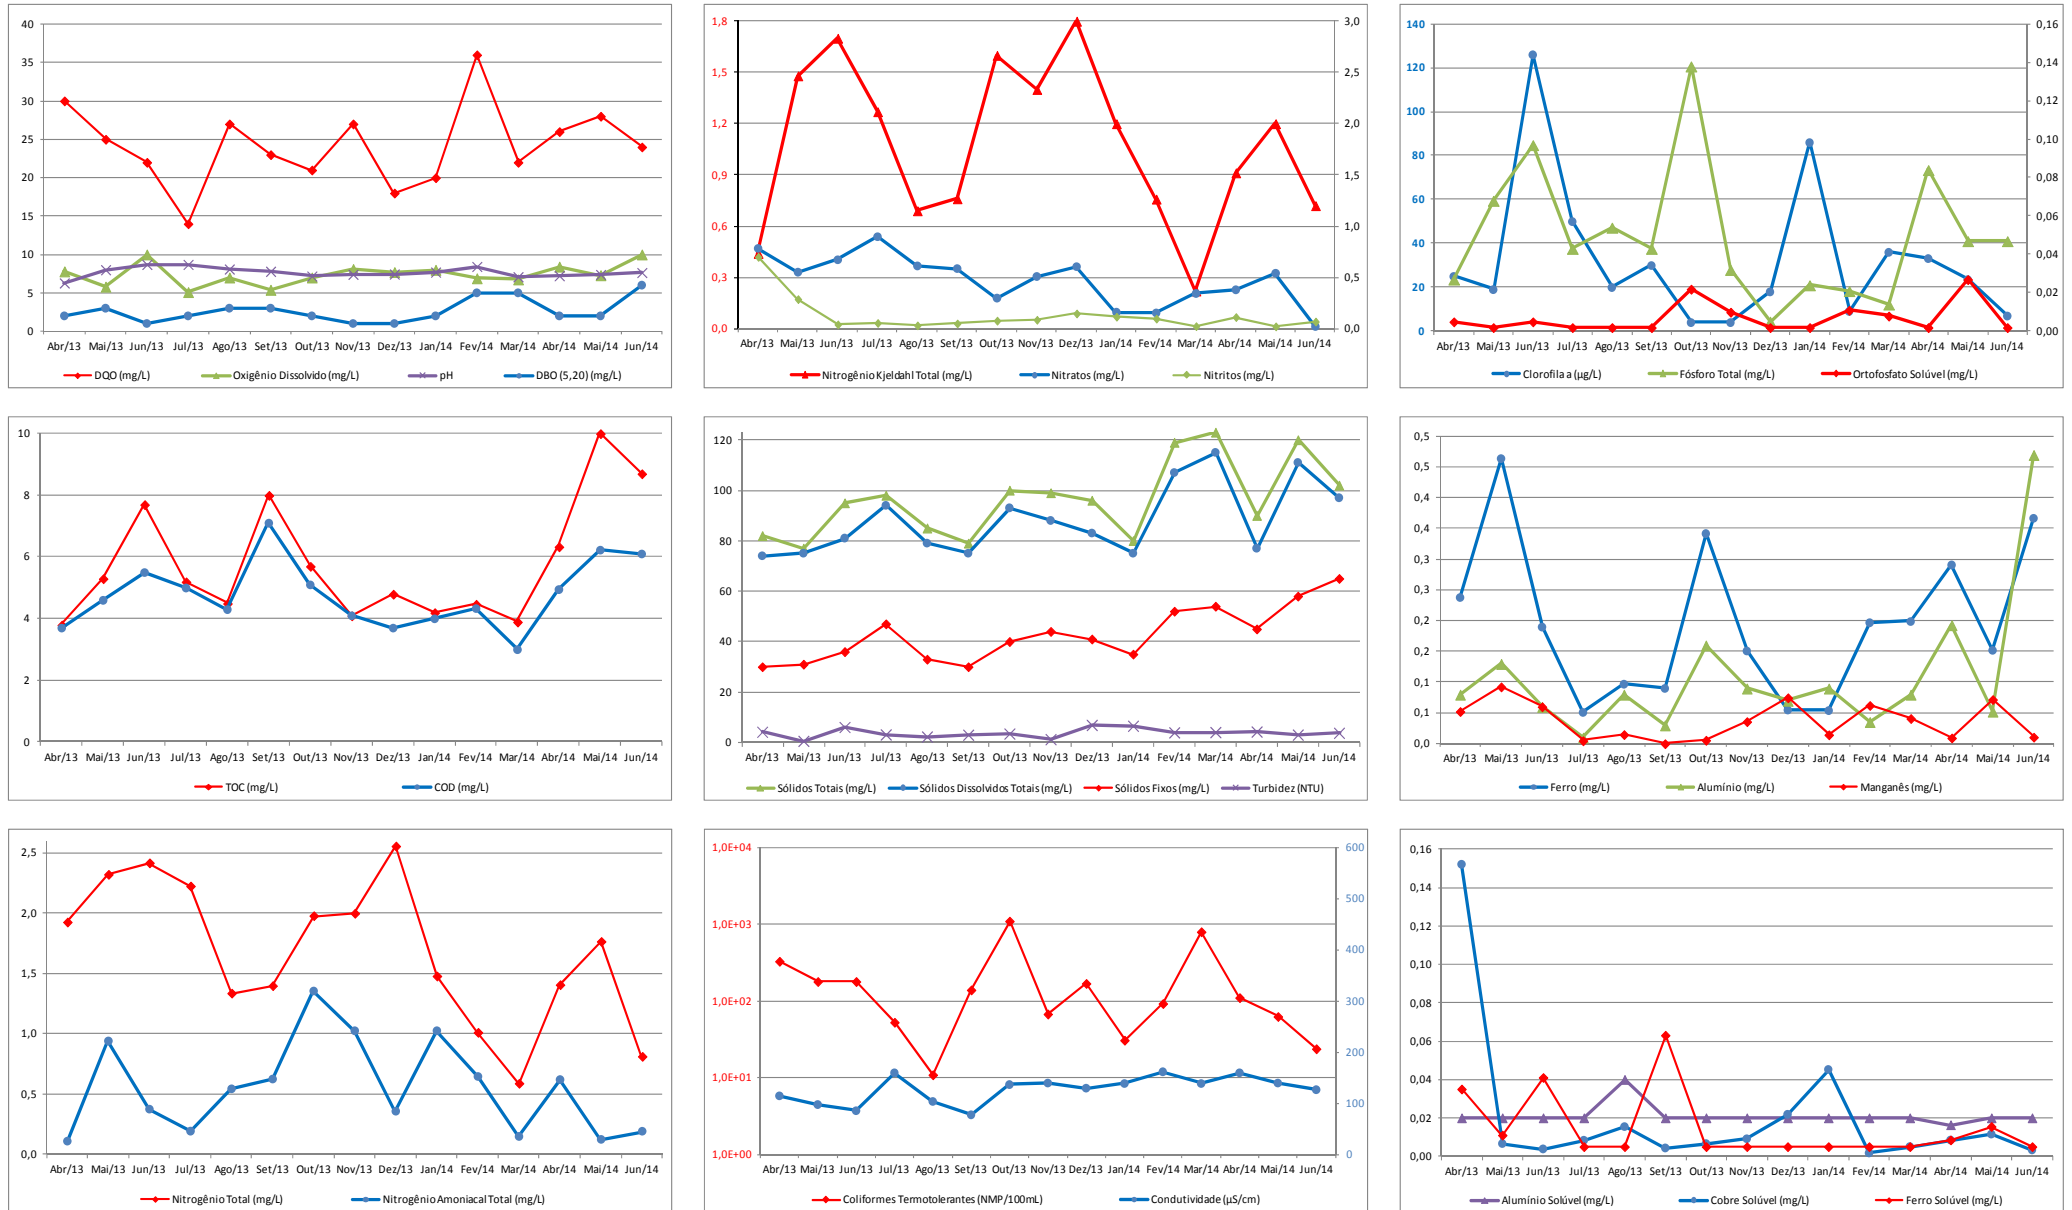 40
35
30
25
20
15
10
5
0
Abr/13 Mai/13 Jun/13 Jul/13 Ago/13 Set/13 Out/13 Nov/13 Dez/13 Jan/14 Fev/14 Mar/14 Abr/14 Mai/14 Jun/14
DQO (mg/L) Oxigênio Dissolvido (mg/L) pH DBO (5,20) (mg/L)
1,8 3,0
1,5 2,5
1,2 2,0
0,9 1,5
0,6 1,0
0,3 0,5
0,0 0,0
Abr/13 Mai/13 Jun/13 Jul/13 Ago/13 Set/13 Out/13 Nov/13 Dez/13 Jan/14 Fev/14 Mar/14 Abr/14 Mai/14 Jun/14
Nitrogênio Kjeldahl Total (mg/L) Nitratos (mg/L) Nitritos (mg/L)
140 0,16
120 0,14
100 0,12
80 0,10
60 0,08
40 0,06
20 0,04
0 0,02
0,00
Abr/13 Mai/13 Jun/13 Jul/13 Ago/13 Set/13 Out/13 Nov/13 Dez/13 Jan/14 Fev/14 Mar/14 Abr/14 Mai/14 Jun/14
Clorofila a (µg/L) Fósforo Total (mg/L) Ortofosfato Solúvel (mg/L)
10
8
6
4
2
0
Abr/13 Mai/13 Jun/13 Jul/13 Ago/13 Set/13 Out/13 Nov/13 Dez/13 Jan/14 Fev/14 Mar/14 Abr/14 Mai/14 Jun/14
TOC (mg/L) COD (mg/L)
120
100
80
60
40
20
0
Abr/13 Mai/13 Jun/13 Jul/13 Ago/13 Set/13 Out/13 Nov/13 Dez/13 Jan/14 Fev/14 Mar/14 Abr/14 Mai/14 Jun/14
Sólidos Totais (mg/L) Sólidos Dissolvidos Totais (mg/L) Sólidos Fixos (mg/L) Turbidez (NTU)
0,5
0,5
0,4
0,4
0,3
0,3
0,2
0,2
0,1
0,1
0,0
Abr/13 Mai/13 Jun/13 Jul/13 Ago/13 Set/13 Out/13 Nov/13 Dez/13 Jan/14 Fev/14 Mar/14 Abr/14 Mai/14 Jun/14
Ferro (mg/L) Alumínio (mg/L) Manganês (mg/L)
2,5
2,0
1,5
1,0
0,5
0,0
Abr/13 Mai/13 Jun/13 Jul/13 Ago/13 Set/13 Out/13 Nov/13 Dez/13 Jan/14 Fev/14 Mar/14 Abr/14 Mai/14 Jun/14
Nitrogênio Total (mg/L) Nitrogênio Amoniacal Total (mg/L)
1,0E+04 600
1,0E+03 500
1,0E+02 400
1,0E+01 300
1,0E+00 200
100
0
Abr/13 Mai/13 Jun/13 Jul/13 Ago/13 Set/13 Out/13 Nov/13 Dez/13 Jan/14 Fev/14 Mar/14 Abr/14 Mai/14 Jun/14
Coliformes Termotolerantes (NMP/100mL) Condutividade (µS/cm)
0,16
0,14
0,12
0,10
0,08
0,06
0,04
0,02
0,00
Abr/13 Mai/13 Jun/13 Jul/13 Ago/13 Set/13 Out/13 Nov/13 Dez/13 Jan/14 Fev/14 Mar/14 Abr/14 Mai/14 Jun/14
Alumínio Solúvel (mg/L) Cobre Solúvel (mg/L) Ferro Solúvel (mg/L)